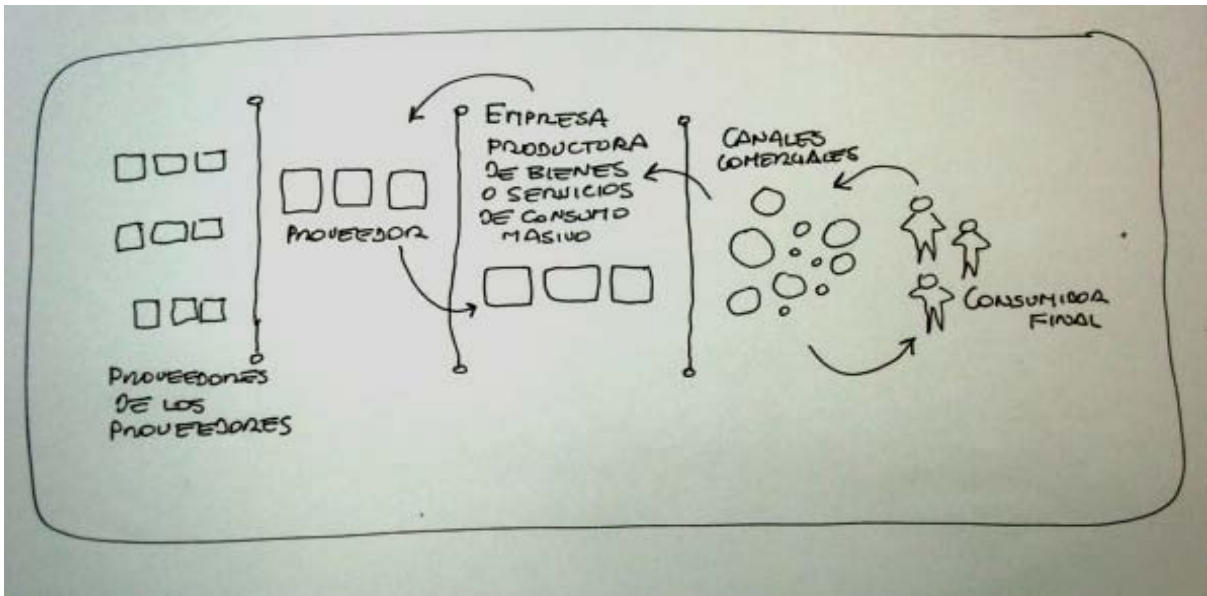 PROVEEDORES
DE LOS
PROVEEDORES
PROVEEDOR
EMPRESA
PRODUCTORA
DE BIENES
O SERVICIOS
DE CONSUMO
MASIVO
CANALES
COMERCIALES
CONSUMIDOR
FINAL